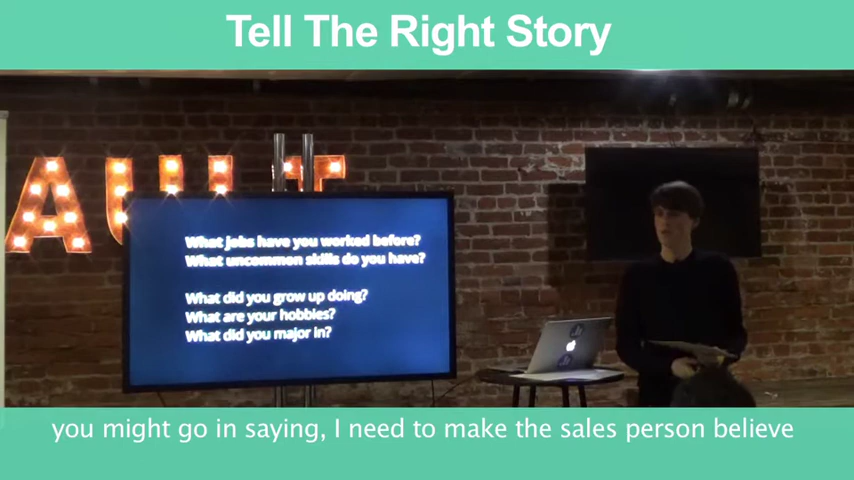 Tell The Right Story
What jobs have you worked before?
What uncommon skills do you have?
What did you grow up doing?
What are your hobbies?
What did you major in?
you might go in saying, I need to make the sales person believe